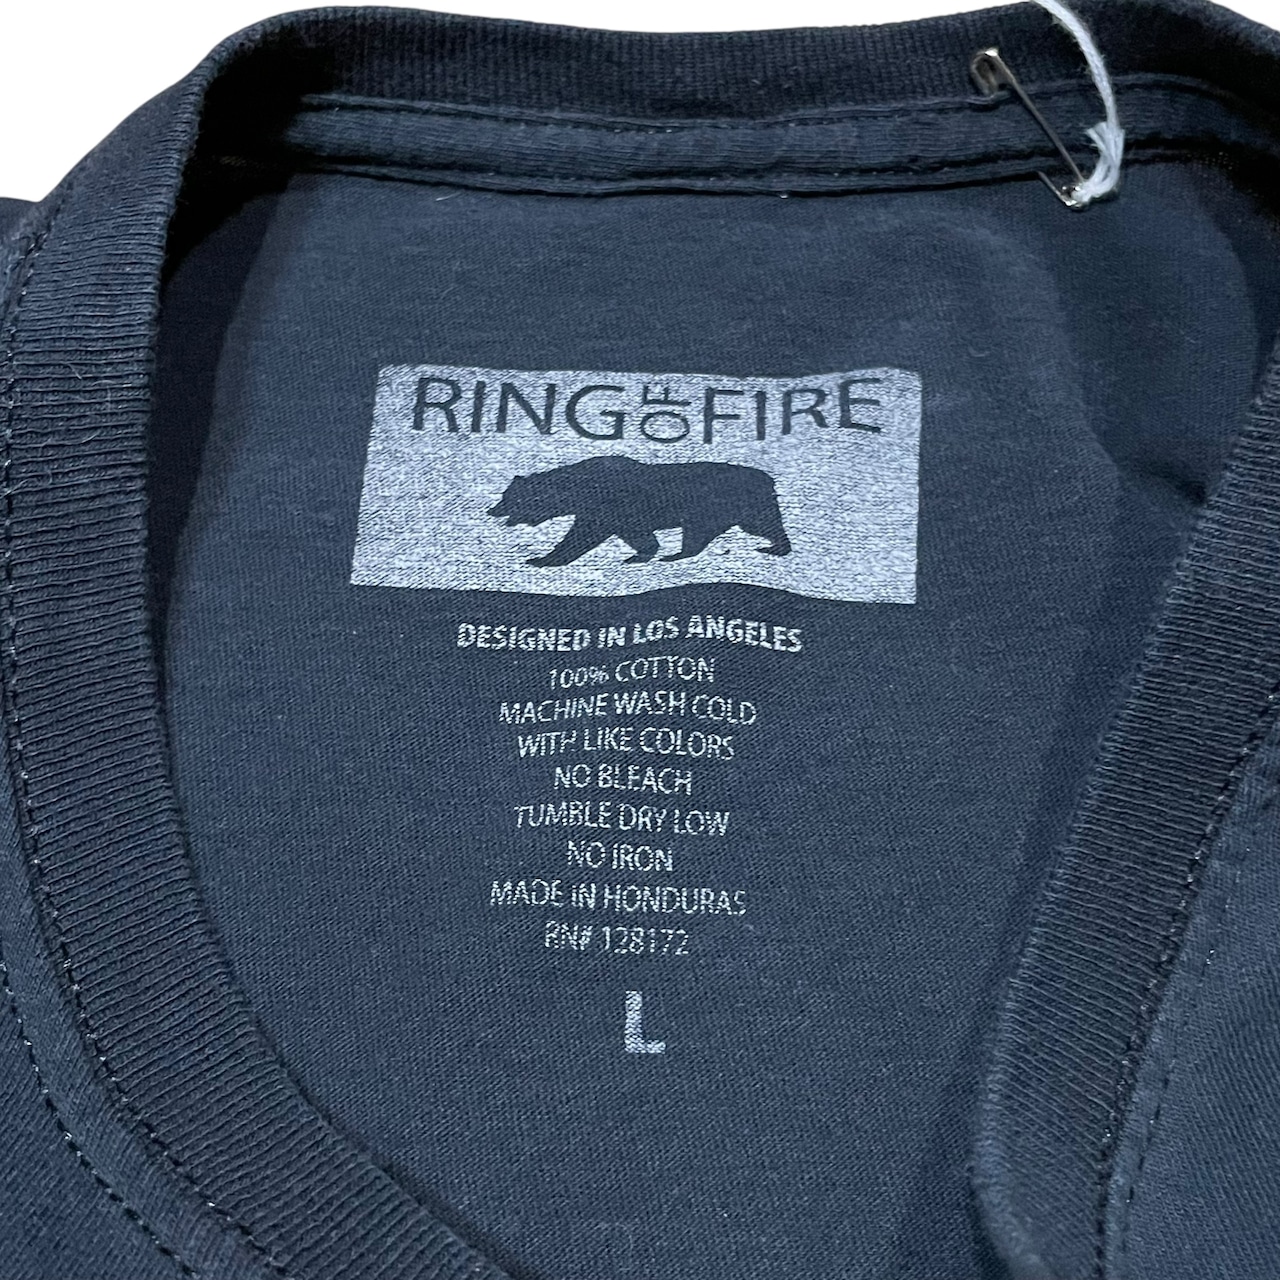 RING OF FIRE
DESIGNED IN LOS ANGELES
100% COTTON
MACHINE WASH COLD
WITH LIKE COLORS
NO BLEACH
TUMBLE DRY LOW
NO IRON
MADE IN HONDURAS
RN# 128172
L